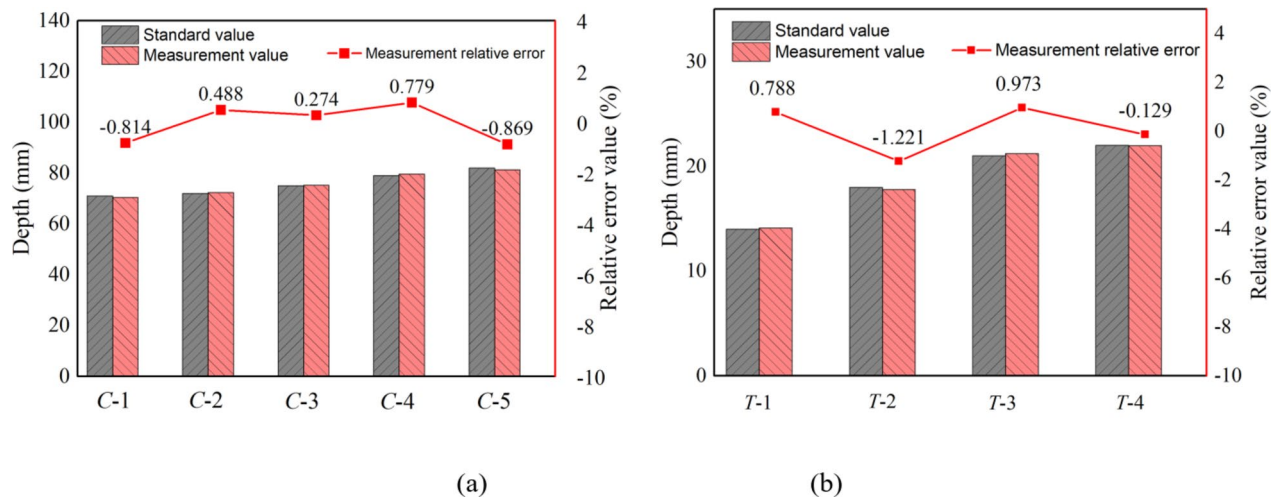 Standard value
Measurement value
Measurement relative error
140
120
100
80
60
40
20
0
Depth (mm)
-0.814
0.488
0.274
0.779
-0.869
4
2
0
-2
-4
-6
-8
-10
Relative error value (%)
C-1
C-2
C-3
C-4
C-5
(a)
Standard value
Measurement value
Measurement relative error
30
20
10
0
Depth (mm)
0.788
-1.221
0.973
-0.129
4
2
0
-2
-4
-6
-8
-10
Relative error value (%)
T-1
T-2
T-3
T-4
(b)